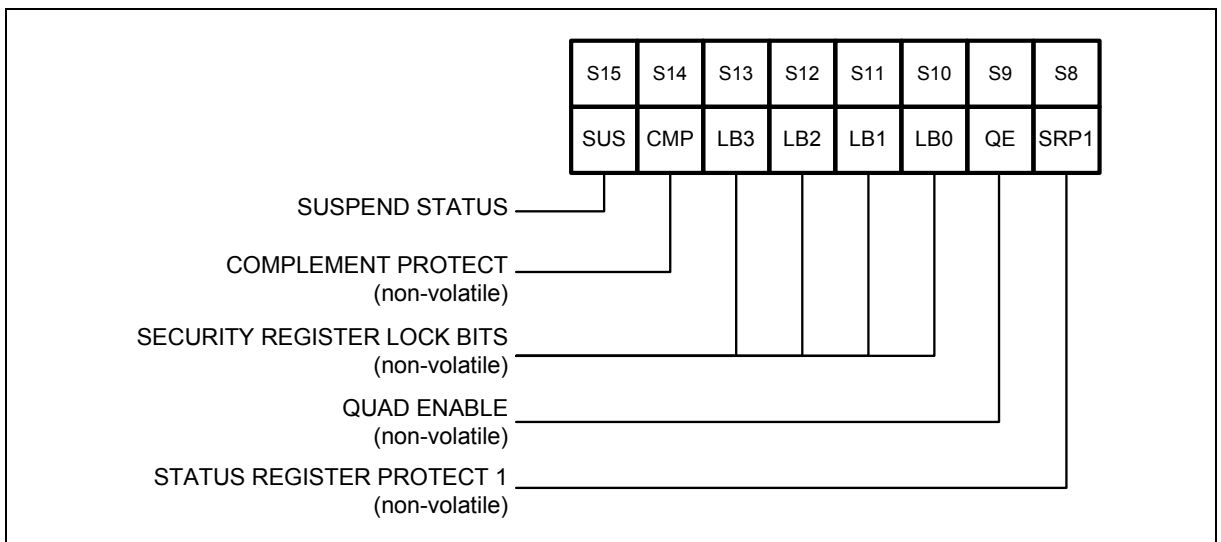 S15 S14 S13 S12 S11 S10 S9 S8
SUS CMP LB3 LB2 LB1 LB0 QE SRP1
SUSPEND STATUS
COMPLEMENT PROTECT
(non-volatile)
SECURITY REGISTER LOCK BITS
(non-volatile)
QUAD ENABLE
(non-volatile)
STATUS REGISTER PROTECT 1
(non-volatile)